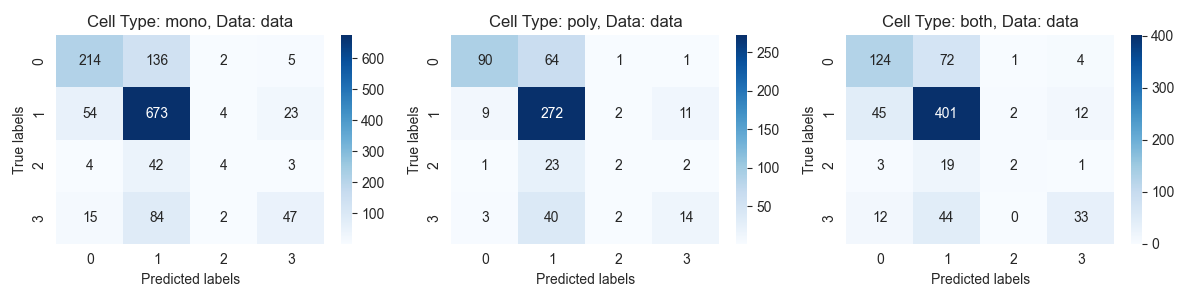 Cell Type: mono, Data: data
0 214 136 2 5
1 54 673 4 23
2 4 42 4 3
3 15 84 2 47
0 1 2 3
True labels
Predicted labels
600
500
400
300
200
100
Cell Type: poly, Data: data
0 90 64 1 1
1 9 272 2 11
2 1 23 2 2
3 3 40 2 14
0 1 2 3
True labels
Predicted labels
250
200
150
100
50
Cell Type: both, Data: data
0 124 72 1 4
1 45 401 2 12
2 3 19 2 1
3 12 44 0 33
0 1 2 3
True labels
Predicted labels
400
300
200
100
0